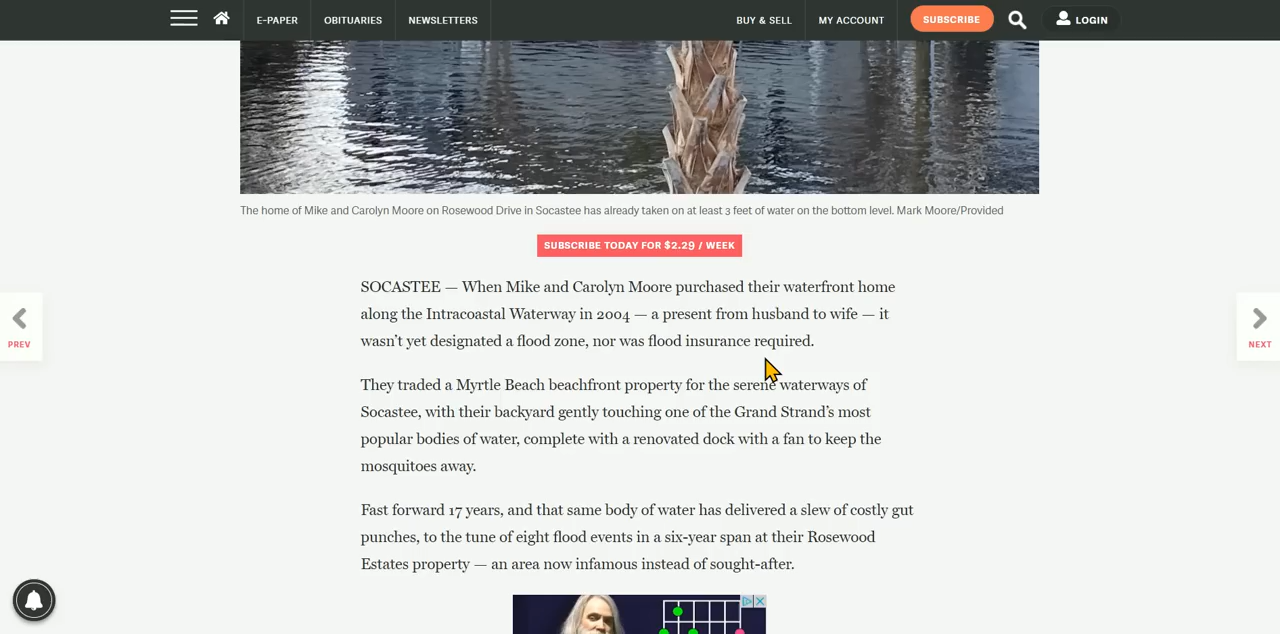 E-PAPER OBITUARIES NEWSLETTERS BUY & SELL MY ACCOUNT SUBSCRIBE LOGIN
The home of Mike and Carolyn Moore on Rosewood Drive in Socastee has already taken on at least 3 feet of water on the bottom level. Mark Moore/Provided
SUBSCRIBE TODAY FOR $2.29 / WEEK
SOCASTEE — When Mike and Carolyn Moore purchased their waterfront home
along the Intracoastal Waterway in 2004 — a present from husband to wife — it
wasn’t yet designated a flood zone, nor was flood insurance required.
PREV
NEXT
They traded a Myrtle Beach beachfront property for the serene waterways of
Socastee, with their backyard gently touching one of the Grand Strand’s most
popular bodies of water, complete with a renovated dock with a fan to keep the
mosquitoes away.
Fast forward 17 years, and that same body of water has delivered a slew of costly gut
punches, to the tune of eight flood events in a six-year span at their Rosewood
Estates property — an area now infamous instead of sought-after.